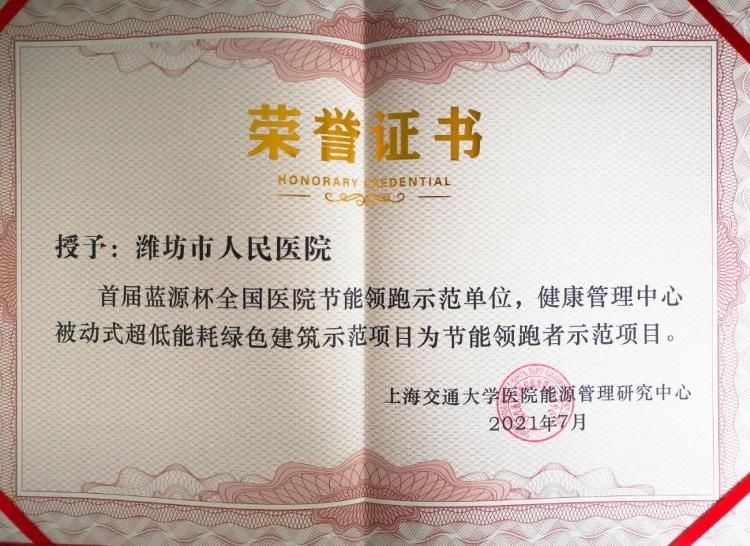 荣誉证书
HONORARY CREDENTIAL
授予：潍坊市人民医院
首届蓝源杯全国医院节能领跑示范单位，健康管理中心
被动式超低能耗绿色建筑示范项目为节能领跑者示范项目。
上海交通大学医院能源管理研究中心
2021年7月